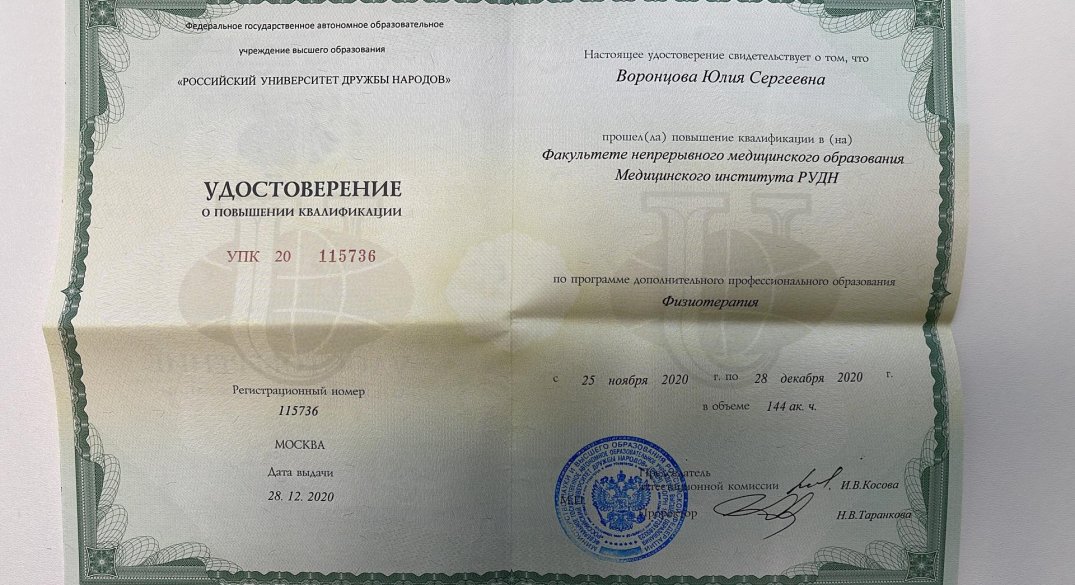 Федеральное государственное автономное образовательное
учреждение высшего образования
«РОССИЙСКИЙ УНИВЕРСИТЕТ ДРУЖБЫ НАРОДОВ»
УДОСТОВЕРЕНИЕ
О ПОВЫШЕНИИ КВАЛИФИКАЦИИ
УПК 20 115736
Регистрационный номер
115736
МОСКВА
Дата выдачи
28. 12. 2020
Настоящее удостоверение свидетельствует о том, что
Воронцова Юлия Сергеевна
прошел(ла) повышение квалификации в (на)
Факультете непрерывного медицинского образования
Медицинского института РУДН
по программе дополнительного профессионального образования
Физиотерапия
с 25 ноября 2020 г. по 28 декабря 2020 г.
в объеме 144 ак. ч.
Председатель
аттестационной комиссии И.В.Косова
М.П.
Проректор Н.В.Таранкова